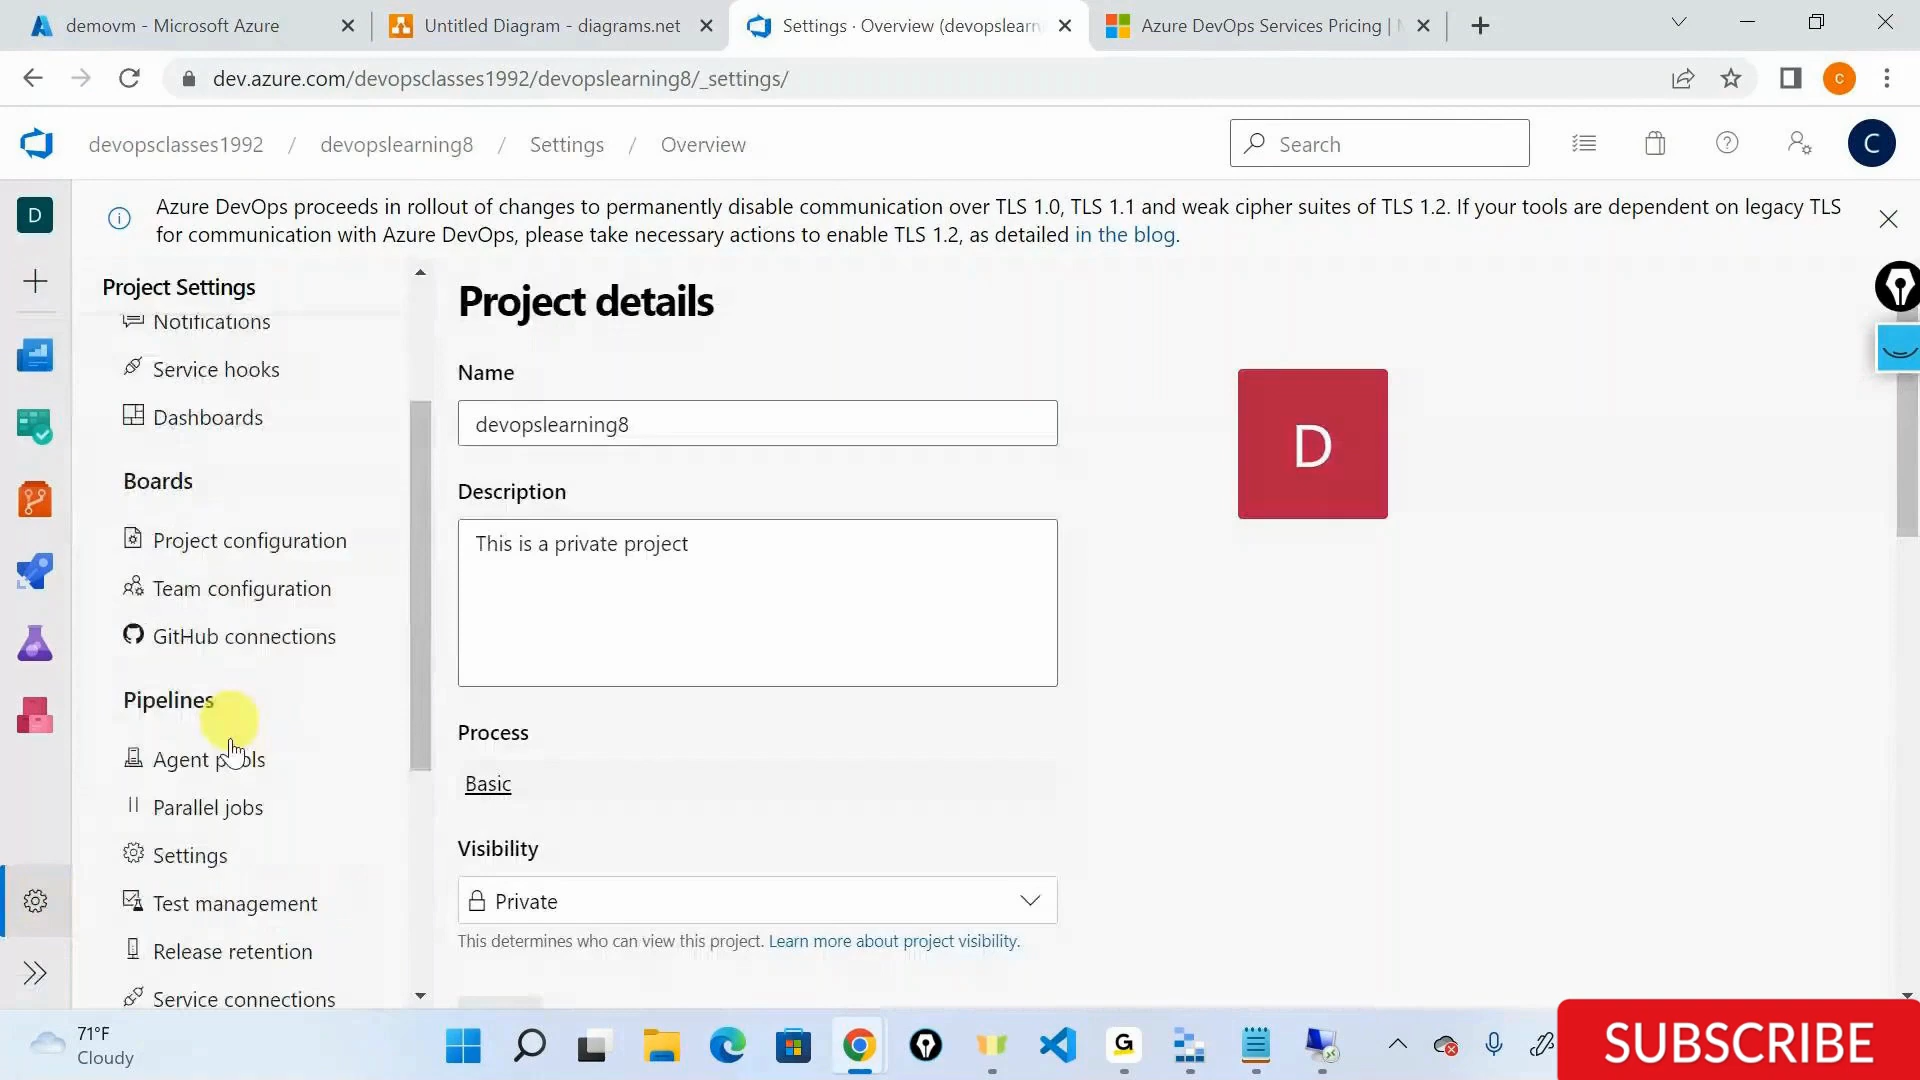 demovm - Microsoft Azure
Untitled Diagram - diagrams.net
Settings · Overview (devopslearn
Azure DevOps Services Pricing |
dev.azure.com/devopsclasses1992/devopslearning8/_settings/
C
devopsclasses1992 / devopslearning8 / Settings / Overview
Search
C
D
Azure DevOps proceeds in rollout of changes to permanently disable communication over TLS 1.0, TLS 1.1 and weak cipher suites of TLS 1.2. If your tools are dependent on legacy TLS
for communication with Azure DevOps, please take necessary actions to enable TLS 1.2, as detailed in the blog.
Project Settings
Notifications
Service hooks
Dashboards
Boards
Project configuration
Team configuration
GitHub connections
Pipelines
Agent pools
Parallel jobs
Settings
Test management
Release retention
Service connections
Project details
Name
devopslearning8
D
Description
This is a private project
Process
Basic
Visibility
Private
This determines who can view this project. Learn more about project visibility.
71°F
Cloudy
G
SUBSCRIBE